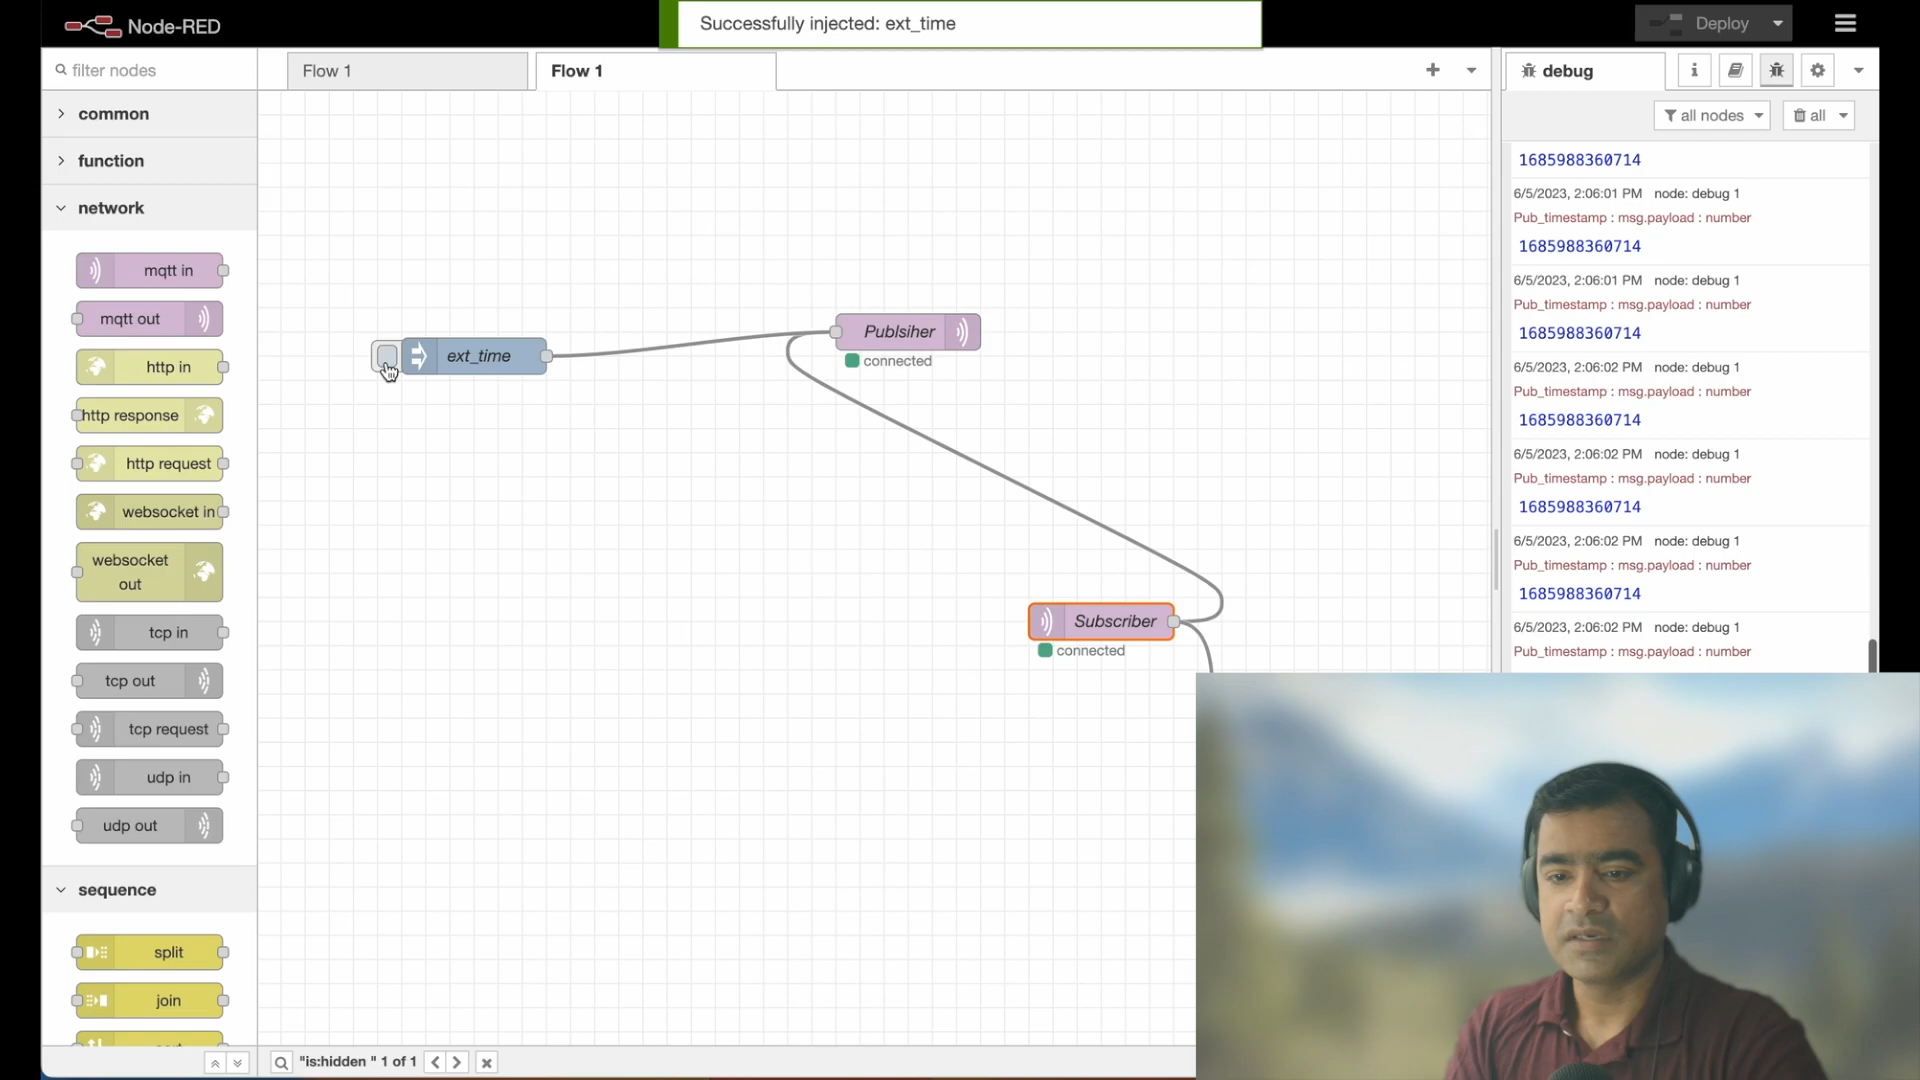 Node-RED
Successfully injected: ext_time
Deploy
filter nodes
Flow 1
Flow 1
debug
common
function
network
mqtt in
mqtt out
http in
http response
http request
websocket in
websocket
out
tcp in
tcp out
tcp request
udp in
udp out
sequence
split
join
ext_time
Publsiher
connected
Subscriber
connected
all nodes
all
1685988360714
6/5/2023, 2:06:01 PM node: debug 1
Pub_timestamp : msg.payload : number
1685988360714
6/5/2023, 2:06:01 PM node: debug 1
Pub_timestamp : msg.payload : number
1685988360714
6/5/2023, 2:06:02 PM node: debug 1
Pub_timestamp : msg.payload : number
1685988360714
6/5/2023, 2:06:02 PM node: debug 1
Pub_timestamp : msg.payload : number
1685988360714
6/5/2023, 2:06:02 PM node: debug 1
Pub_timestamp : msg.payload : number
1685988360714
6/5/2023, 2:06:02 PM node: debug 1
Pub_timestamp : msg.payload : number
"is:hidden " 1 of 1